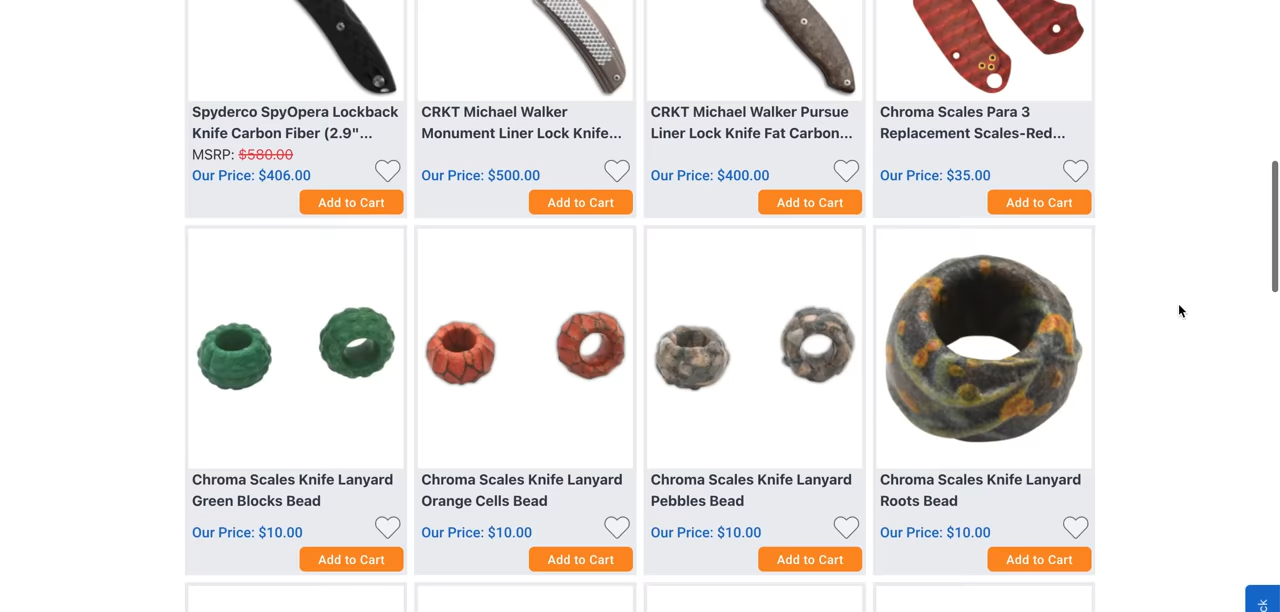 Spyderco SpyOpera Lockback
Knife Carbon Fiber (2.9"...
MSRP: $580.00
Our Price: $406.00
Add to Cart
CRKT Michael Walker
Monument Liner Lock Knife...
Our Price: $500.00
Add to Cart
CRKT Michael Walker Pursue
Liner Lock Knife Fat Carbon...
Our Price: $400.00
Add to Cart
Chroma Scales Para 3
Replacement Scales-Red...
Our Price: $35.00
Add to Cart
Chroma Scales Knife Lanyard
Green Blocks Bead
Our Price: $10.00
Add to Cart
Chroma Scales Knife Lanyard
Orange Cells Bead
Our Price: $10.00
Add to Cart
Chroma Scales Knife Lanyard
Pebbles Bead
Our Price: $10.00
Add to Cart
Chroma Scales Knife Lanyard
Roots Bead
Our Price: $10.00
Add to Cart